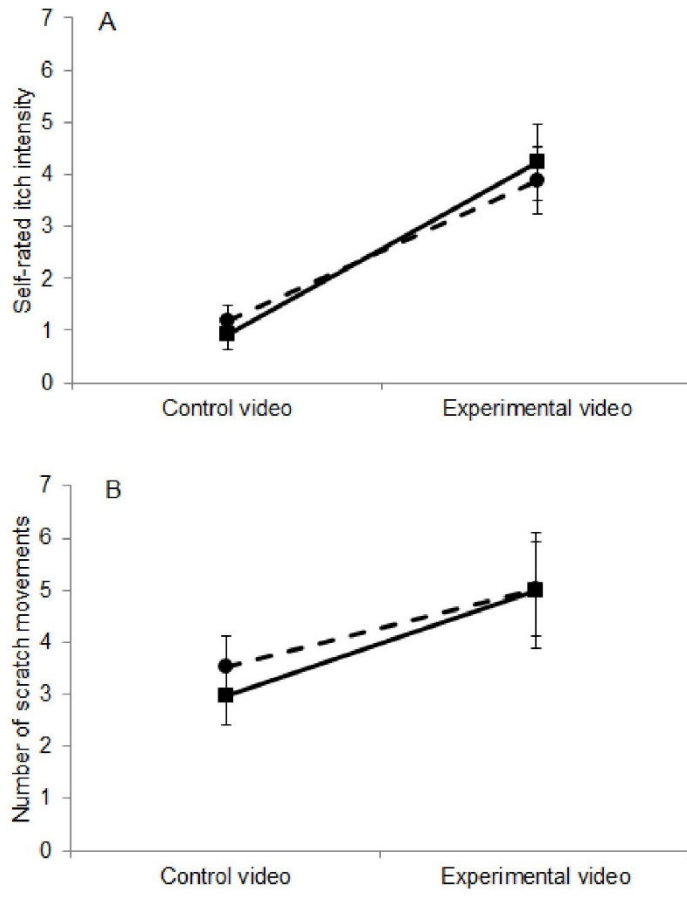 A
Self-rated itch intensity
7
6
5
4
3
2
1
0
Control video
Experimental video
B
Number of scratch movements
7
6
5
4
3
2
1
0
Control video
Experimental video